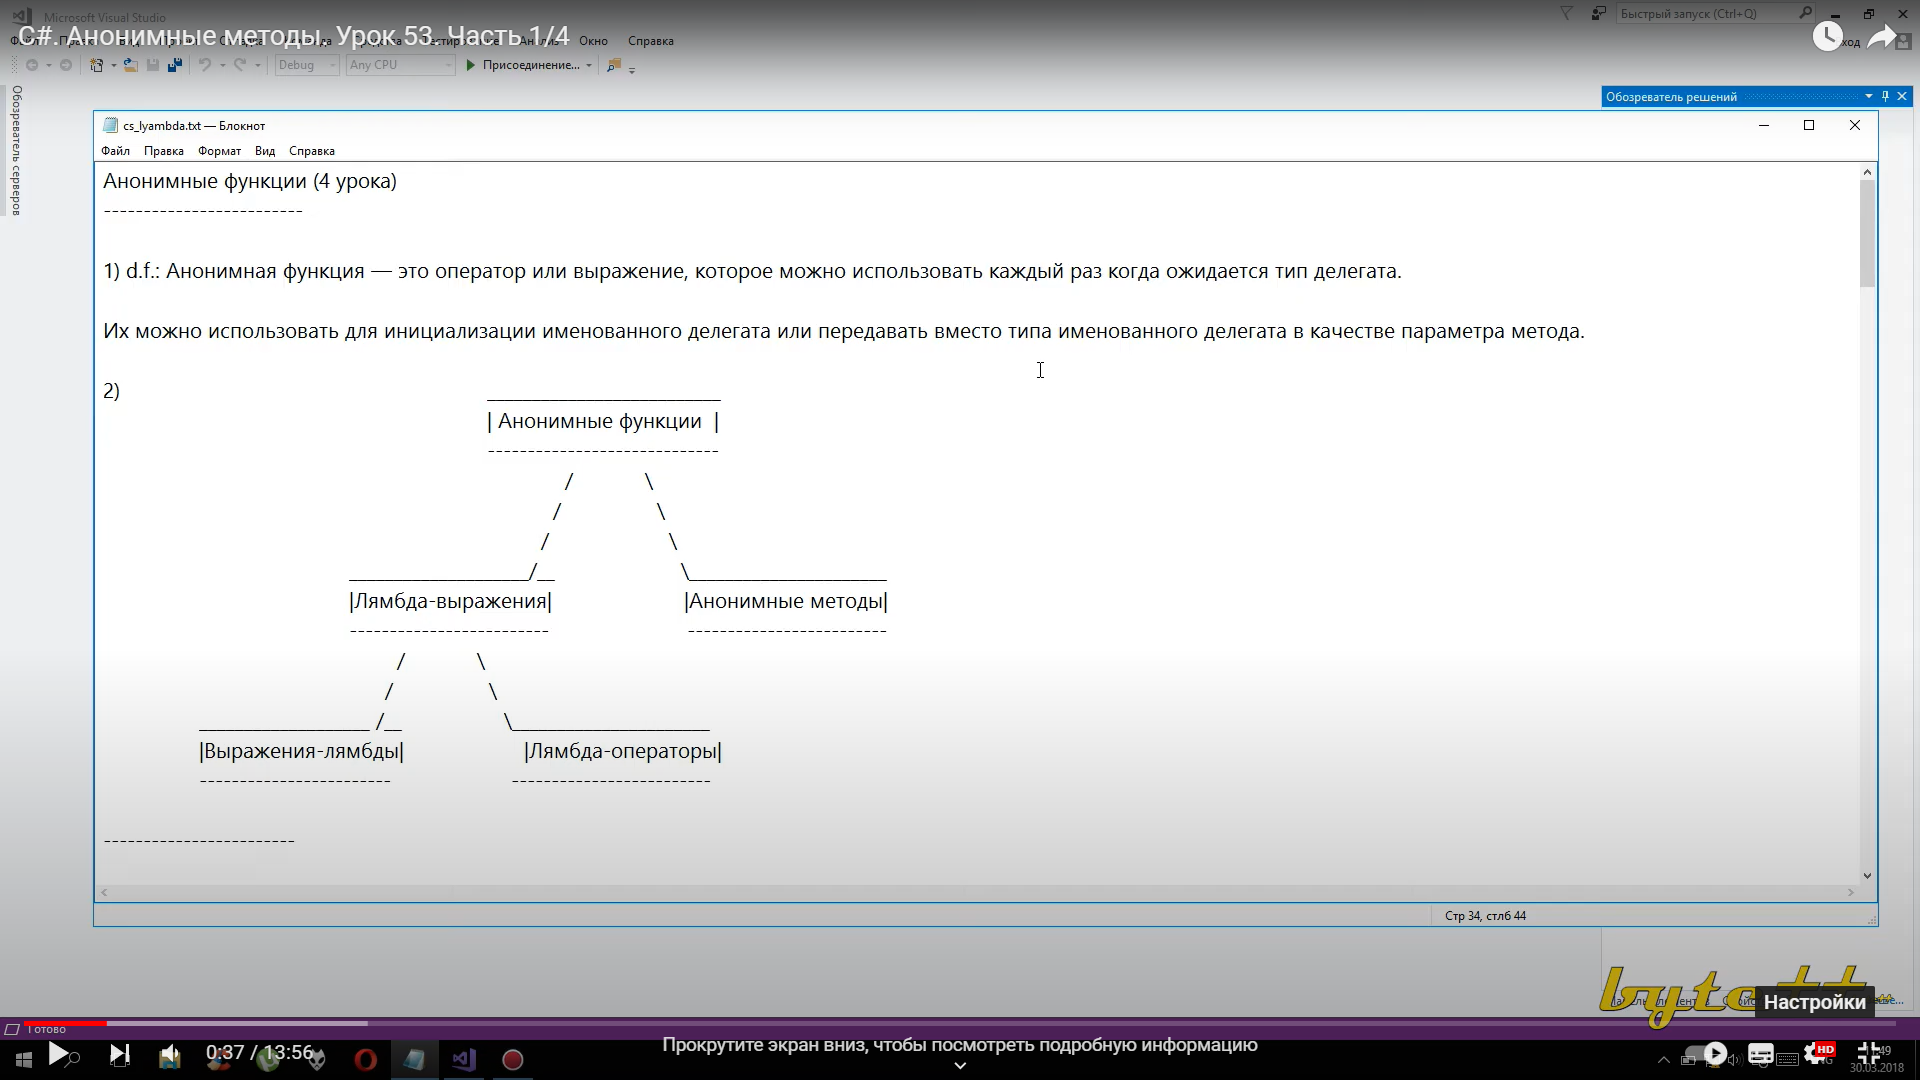 Microsoft Visual Studio
Быстрый запуск (Ctrl+Q)
C#. Анонимные методы. Урок 53. Часть 1/4
Окно Справка
Debug Any CPU Присоединение...
Обозреватель серверов
Обозреватель решений
cs_lyambda.txt — Блокнот
Файл Правка Формат Вид Справка
Анонимные функции (4 урока)
-------------------------
1) d.f.: Анонимная функция — это оператор или выражение, которое можно использовать каждый раз когда ожидается тип делегата.
Их можно использовать для инициализации именованного делегата или передавать вместо типа именованного делегата в качестве параметра метода.
2)
| Анонимные функции |
|Лямбда-выражения| |Анонимные методы|
|Выражения-лямбды| |Лямбда-операторы|
------------------------
Стр 34, стлб 44
Настройки
Готово
0:37 / 13:56
Прокрутите экран вниз, чтобы посмотреть подробную информацию
HD
30.03.2018